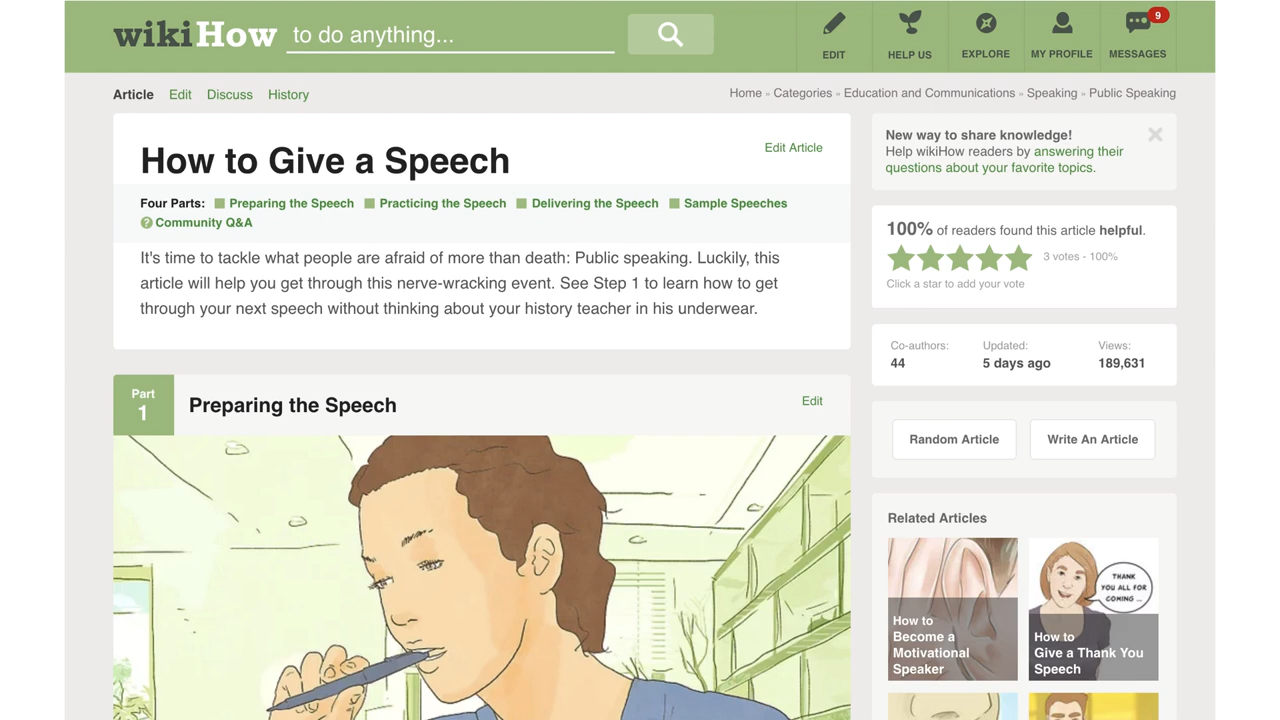 wikiHow to do anything...
EDIT
HELP US
EXPLORE
MY PROFILE
9
MESSAGES
Article Edit Discuss History
Home » Categories » Education and Communications » Speaking » Public Speaking
How to Give a Speech
Edit Article
Four Parts: Preparing the Speech Practicing the Speech Delivering the Speech Sample Speeches
? Community Q&A
It's time to tackle what people are afraid of more than death: Public speaking. Luckily, this
article will help you get through this nerve-wracking event. See Step 1 to learn how to get
through your next speech without thinking about your history teacher in his underwear.
Part
1
Preparing the Speech
Edit
New way to share knowledge!
Help wikiHow readers by answering their
questions about your favorite topics.
100% of readers found this article helpful.
3 votes - 100%
Click a star to add your vote
Co-authors: Updated: Views:
44 5 days ago 189,631
Random Article Write An Article
Related Articles
How to
Become a
Motivational
Speaker
THANK
YOU ALL FOR
COMING ...
How to
Give a Thank You
Speech